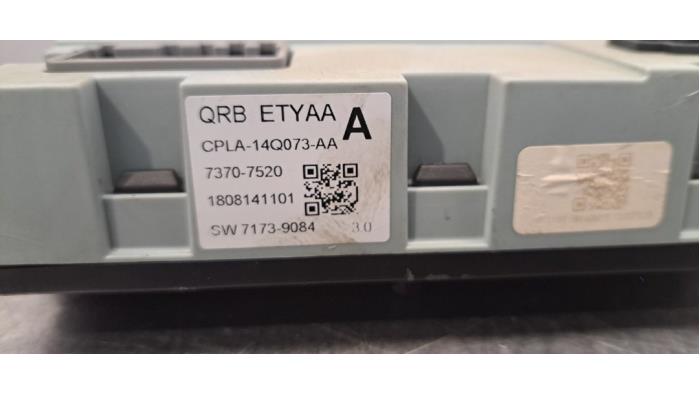 QRB ETYAA A
CPLA-14Q073-AA
7370-7520
1808141101
SW 7173-9084 3.0